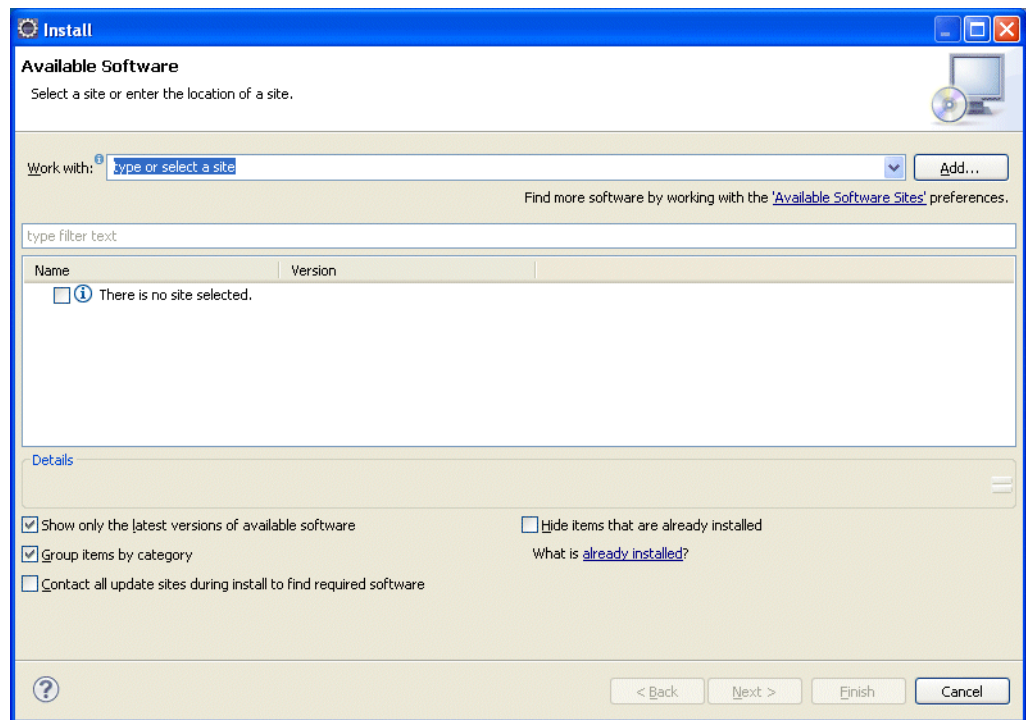 Install
Available Software
Select a site or enter the location of a site.
Work with: type or select a site Add...
Find more software by working with the 'Available Software Sites' preferences.
type filter text
Name Version
There is no site selected.
Details
Show only the latest versions of available software Hide items that are already installed
Group items by category What is already installed?
Contact all update sites during install to find required software
< Back Next > Finish Cancel